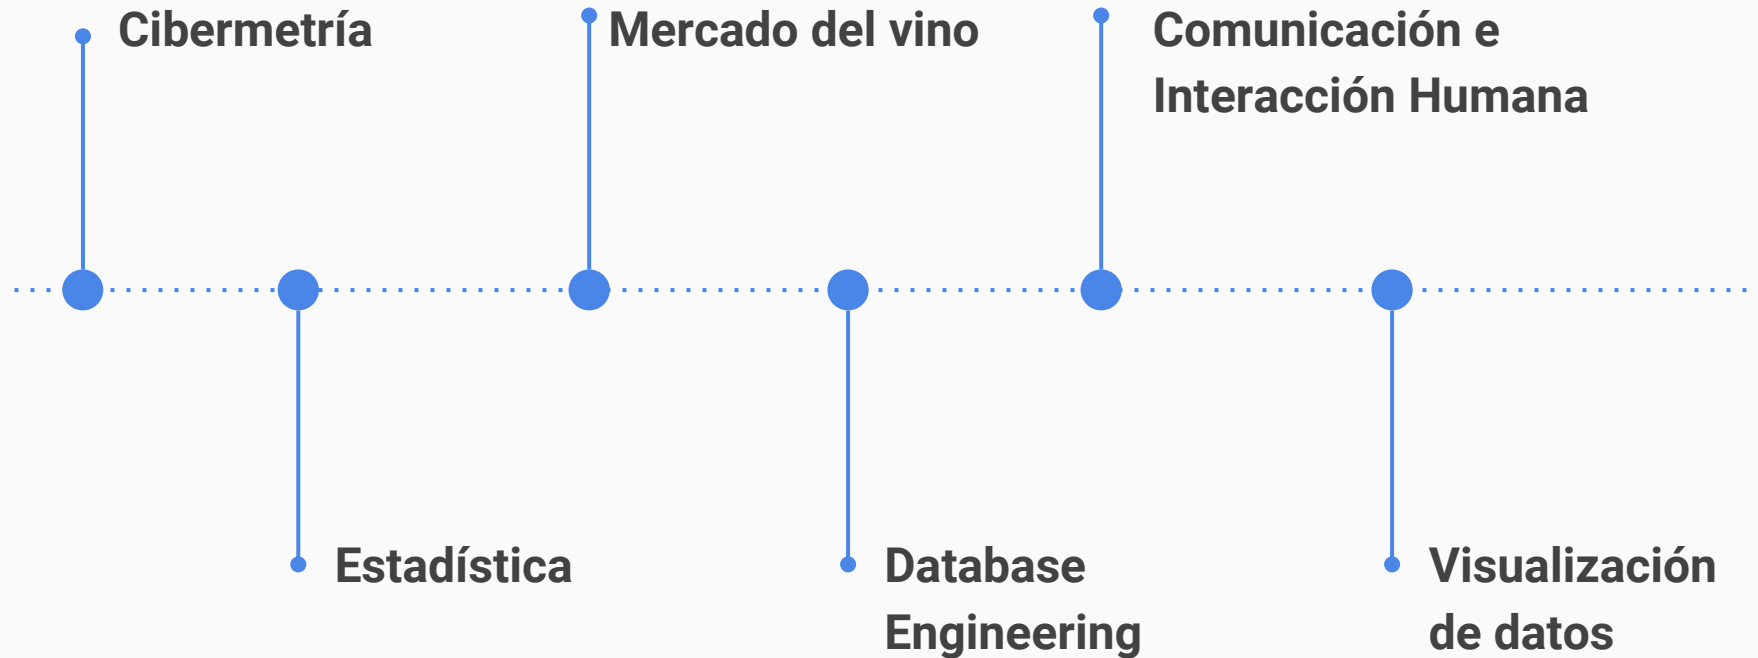 Cibermetría
Mercado del vino
Comunicación e
Interacción Humana
Estadística
Database
Engineering
Visualización
de datos